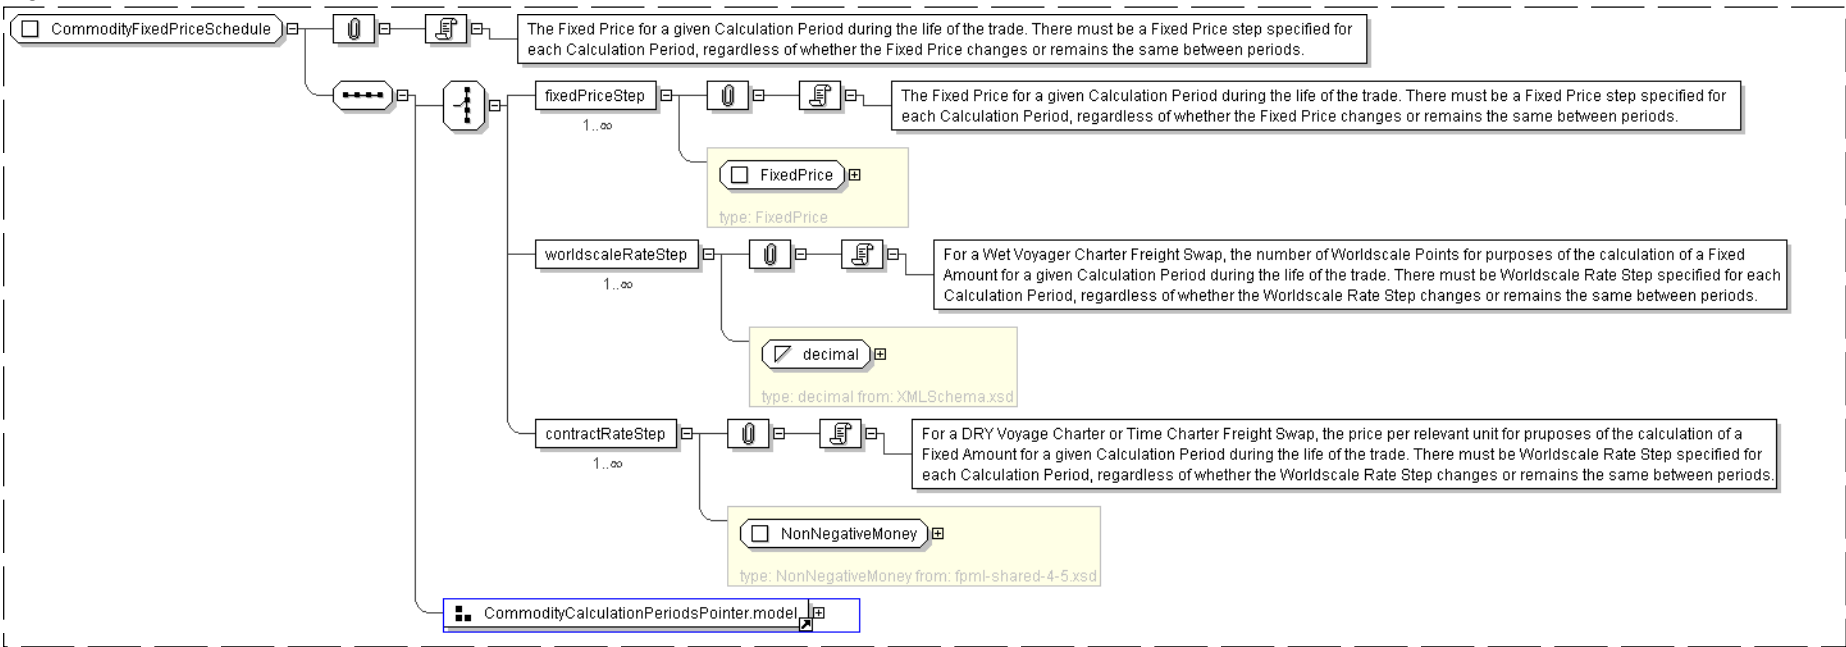 CommodityFixedPriceSchedule
The Fixed Price for a given Calculation Period during the life of the trade. There must be a Fixed Price step specified for
each Calculation Period, regardless of whether the Fixed Price changes or remains the same between periods.
fixedPriceStep
1..∞
The Fixed Price for a given Calculation Period during the life of the trade. There must be a Fixed Price step specified for
each Calculation Period, regardless of whether the Fixed Price changes or remains the same between periods.
FixedPrice
type: FixedPrice
worldscaleRateStep
1..∞
For a Wet Voyager Charter Freight Swap, the number of Worldscale Points for purposes of the calculation of a Fixed
Amount for a given Calculation Period during the life of the trade. There must be Worldscale Rate Step specified for each
Calculation Period, regardless of whether the Worldscale Rate Step changes or remains the same between periods.
decimal
type: decimal from: XMLSchema.xsd
contractRateStep
1..∞
For a DRY Voyage Charter or Time Charter Freight Swap, the price per relevant unit for pruposes of the calculation of a
Fixed Amount for a given Calculation Period during the life of the trade. There must be Worldscale Rate Step specified for
each Calculation Period, regardless of whether the Worldscale Rate Step changes or remains the same between periods.
NonNegativeMoney
type: NonNegativeMoney from: fpml-shared-4-5.xsd
CommodityCalculationPeriodsPointer.model